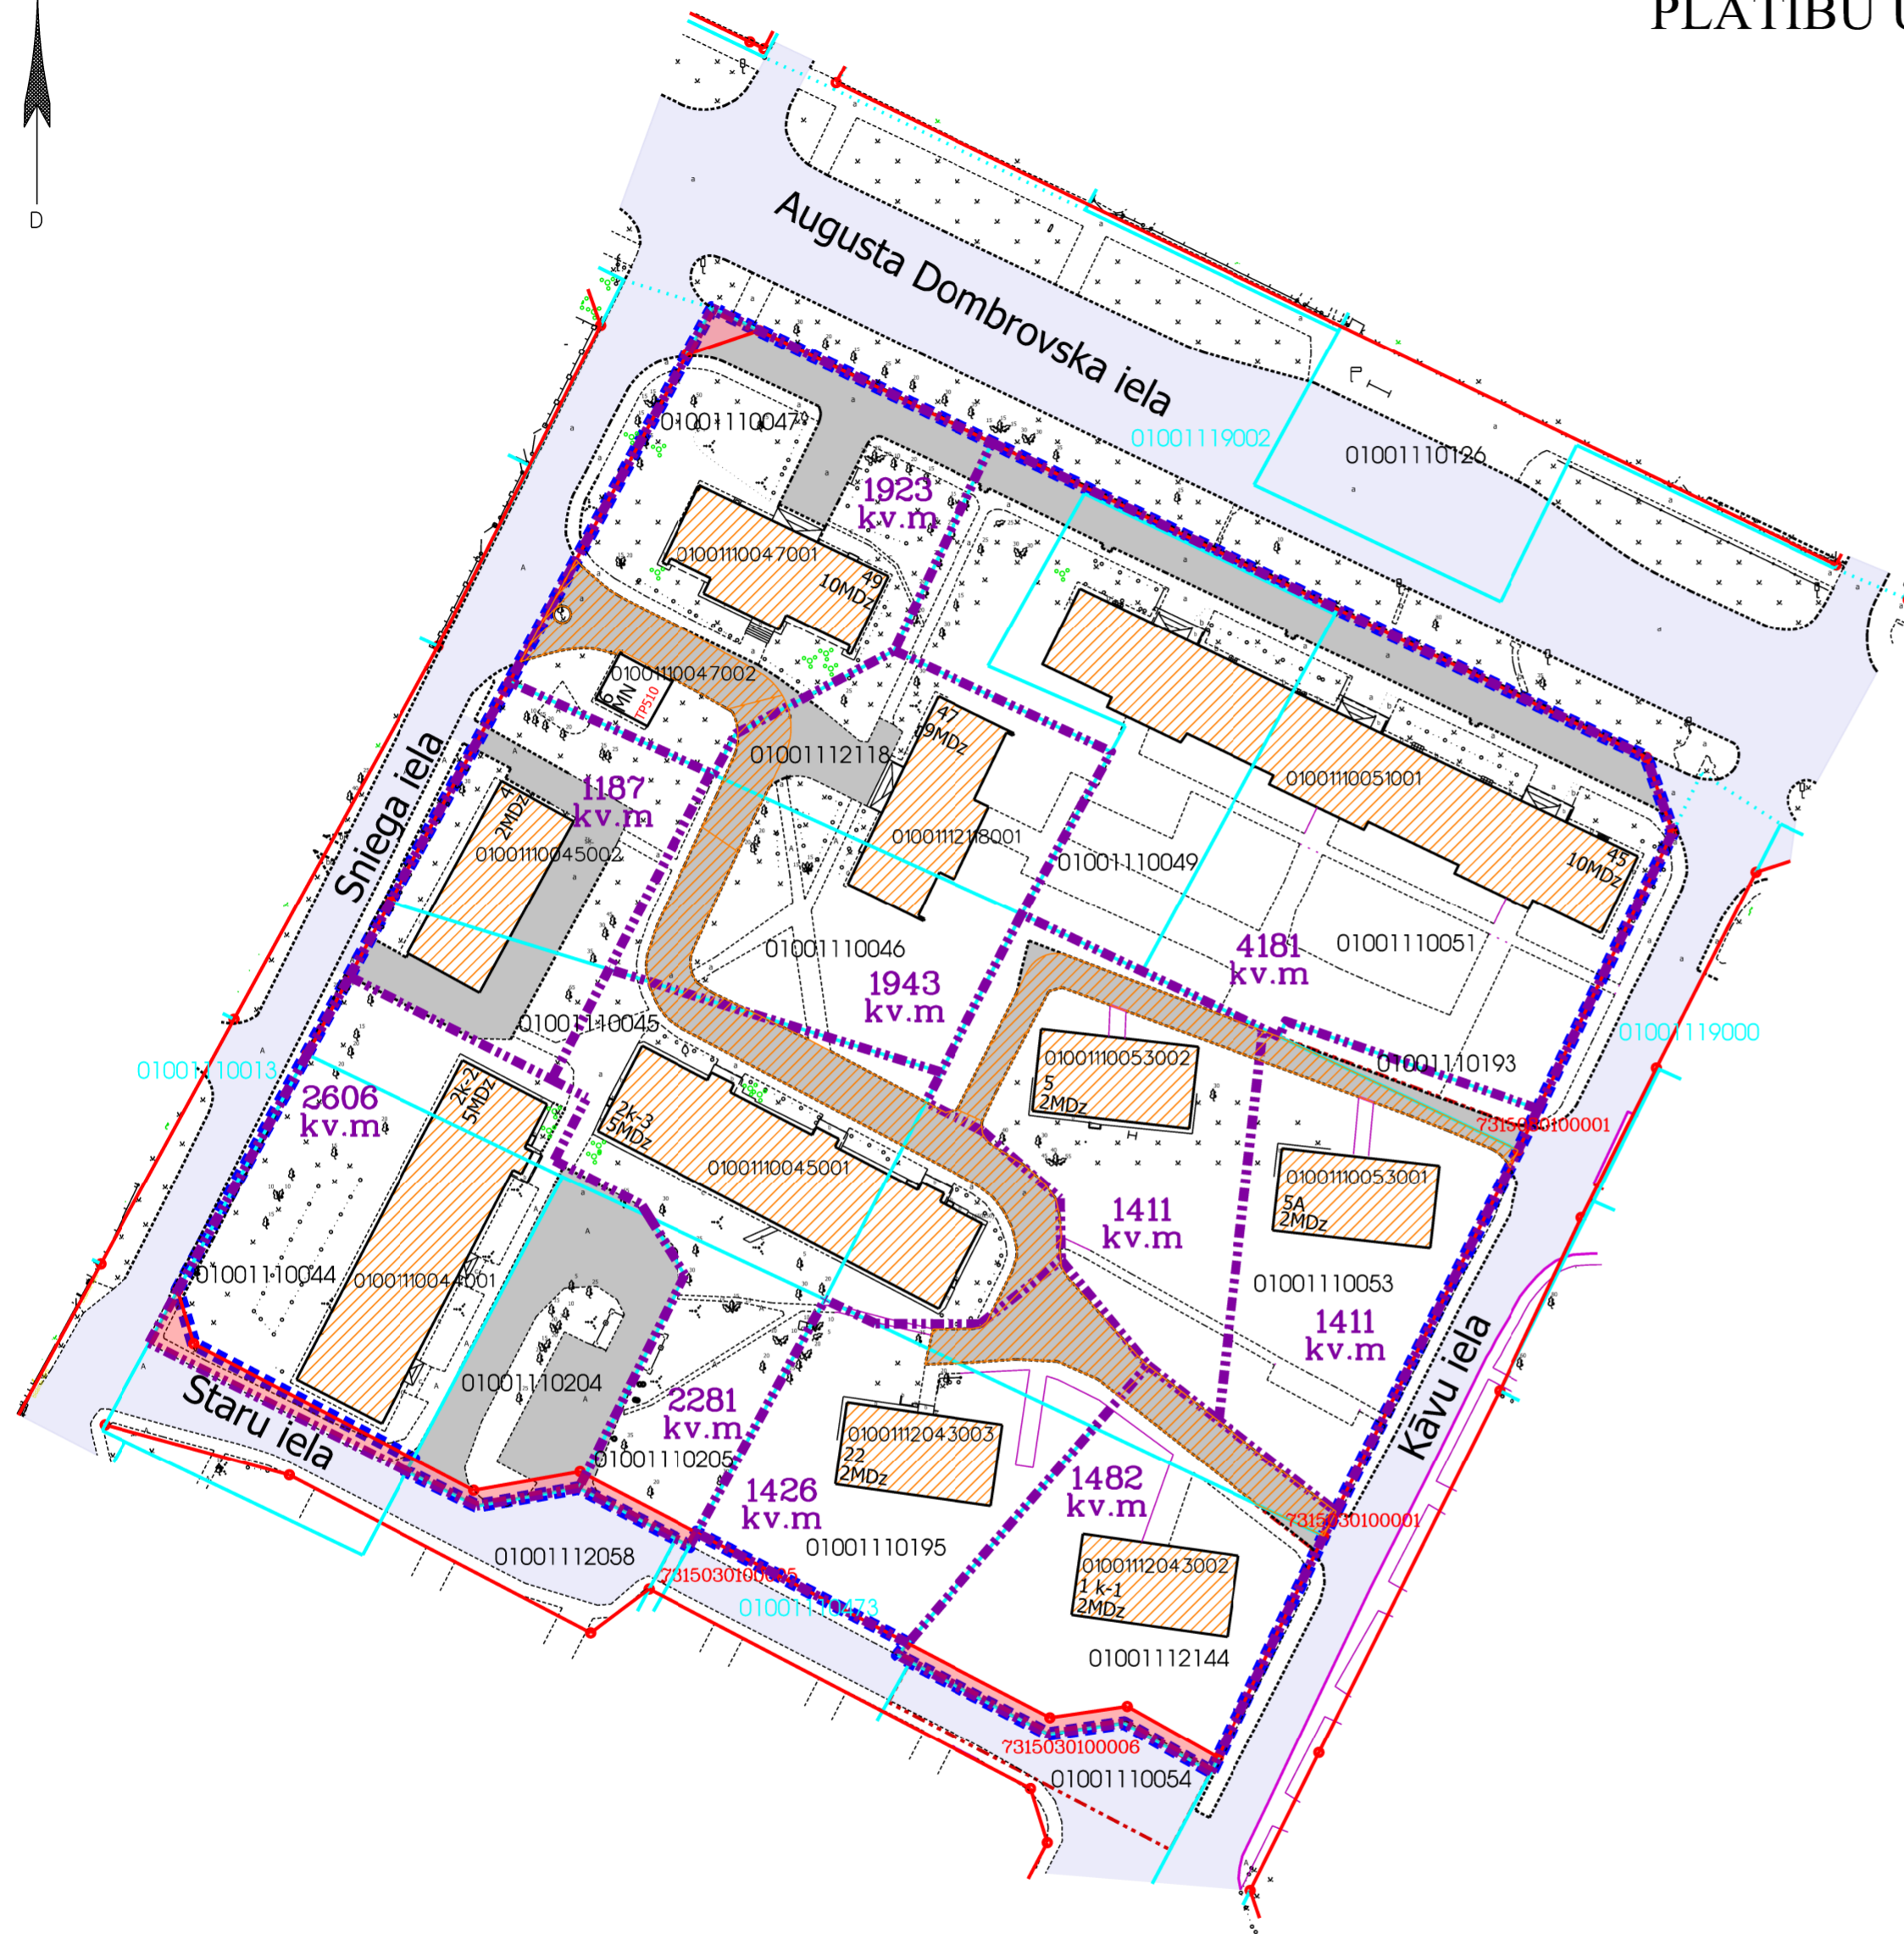 PLATĪBU U
D
Augusta Dombrovska iela
01001119002
01001110126
01001110047
1923
kv.m
01001110047001
49
10MDz
01001110047002
6
MN
TP510
47
9MDz
01001112118
01001112118001
01001110051001
45
10MDz
1187
kv.m
4
2MDz
01001110045002
Sniega iela
01001110049
01001110046
1943
kv.m
4181
kv.m
01001110051
01001110045
01001119000
01001110013
2606
kv.m
2k-2
5MDz
2k-3
5MDz
01001110045001
01001110053002
5
2MDz
01001110193
7315030100001
01001110053001
5A
2MDz
1411
kv.m
01001110053
1411
kv.m
01001110044
01001110044001
01001110204
Staru iela
2281
kv.m
01001110205
01001112043003
22
2MDz
1426
kv.m
1482
kv.m
Kāvu iela
7315030100001
01001110195
01001112058
7315030100005
01001110473
01001112043002
1 k-1
2MDz
01001112144
7315030100006
01001110054